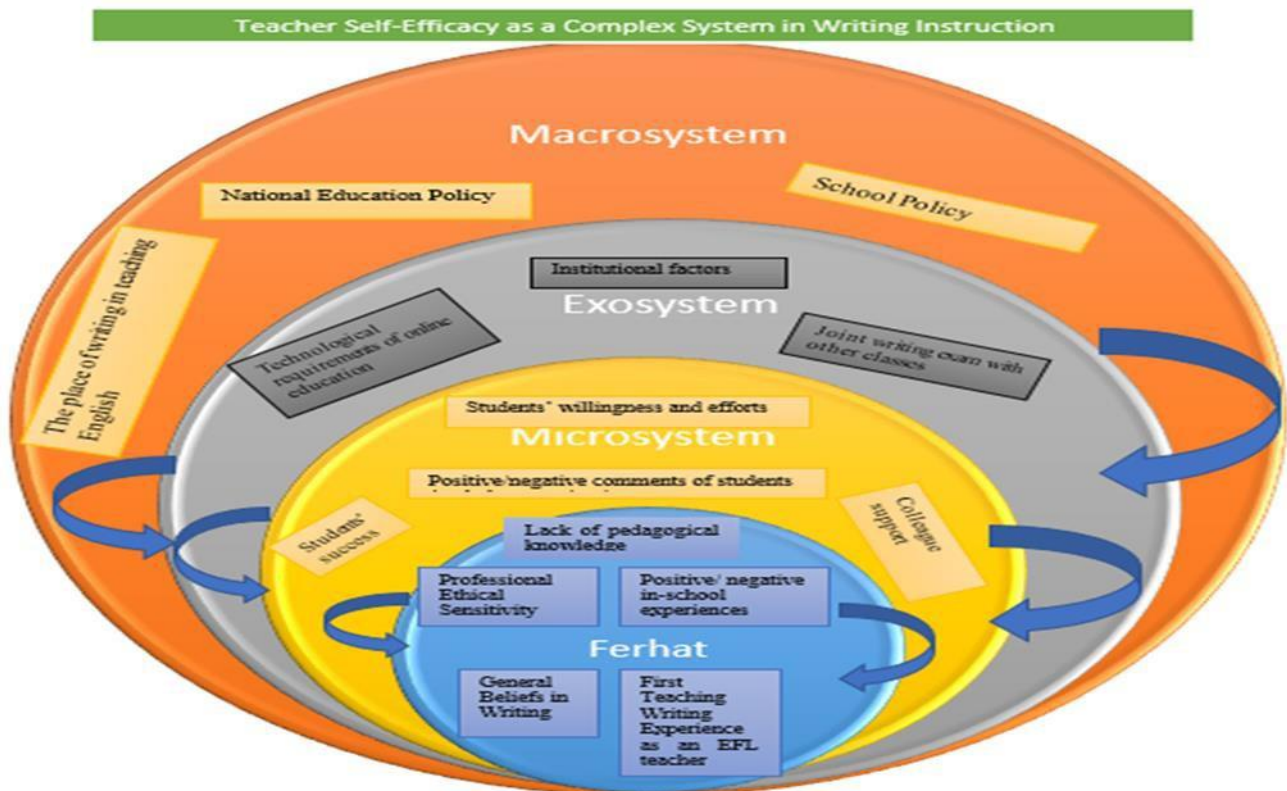 Teacher Self-Efficacy as a Complex System in Writing Instruction
Macrosystem
National Education Policy
School Policy
The place of writing in teaching
English
Institutional factors
Exosystem
Technological
requirements of online
education
Joint writing exam with
other classes
Students' willingness and efforts
Microsystem
Positive/negative comments of students
Students'
success
Colleague
support
Lack of pedagogical
knowledge
Professional
Ethical
Sensitivity
Positive/ negative
in-school
experiences
Ferhat
General
Beliefs in
Writing
First
Teaching
Writing
Experience
as an EFL
teacher